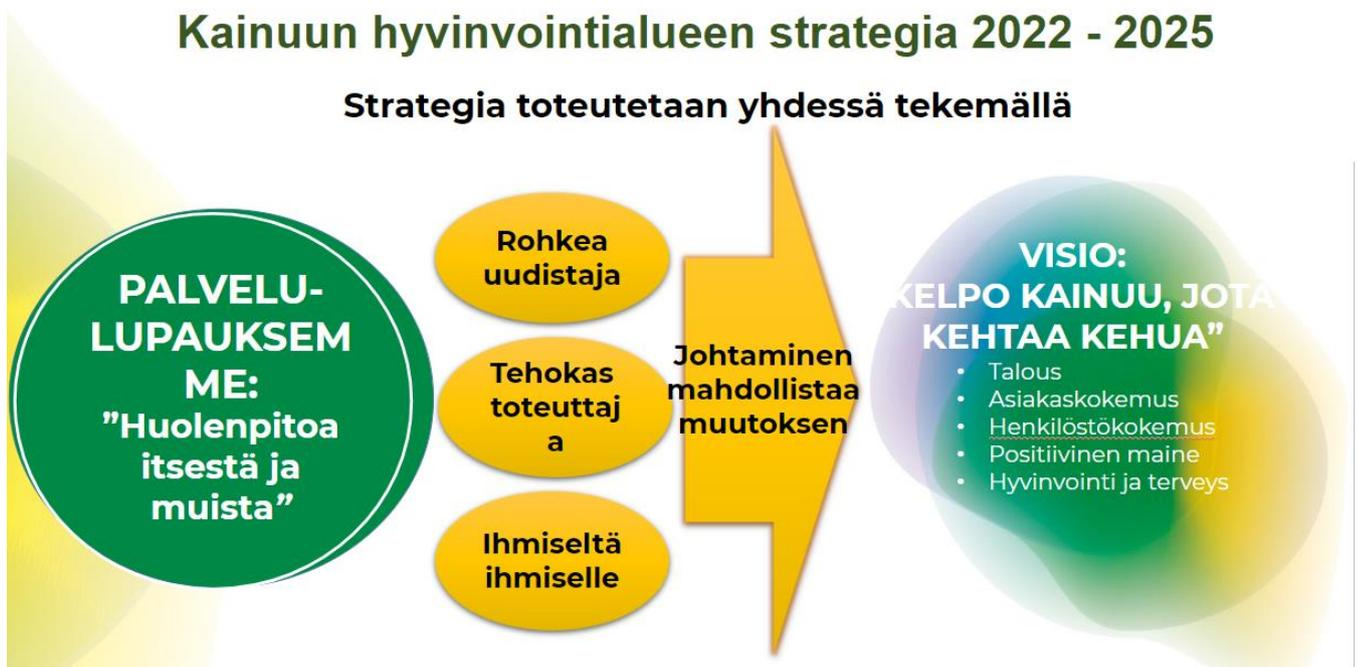 Kainuun hyvinvointialueen strategia 2022 - 2025
Strategia toteutetaan yhdessä tekemällä
PALVELU-
LUPAUKSEM
ME:
”Huolenpitoa
itsestä ja
muista”
Rohkea
uudistaja
Tehokas
toteuttaj
a
Ihmiseltä
ihmiselle
Johtaminen
mahdollistaa
muutoksen
VISIO:
KELPO KAINUU, JOTA
KEHTAA KEHUA”
• Talous
• Asiakaskokemus
• Henkilöstökokemus
• Positiivinen maine
• Hyvinvointi ja terveys